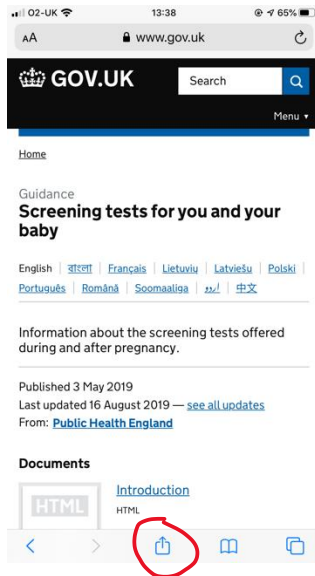 O2-UK 13:38 65%
AA www.gov.uk
GOV.UK Search
Menu
Home
Guidance
Screening tests for you and your
baby
English | বাংলা | Français | Lietuvių | Latviešu | Polski |
Português | Română | Soomaaliga | اردو | 中文
Information about the screening tests offered
during and after pregnancy.
Published 3 May 2019
Last updated 16 August 2019 — see all updates
From: Public Health England
Documents
Introduction
HTML
HTML